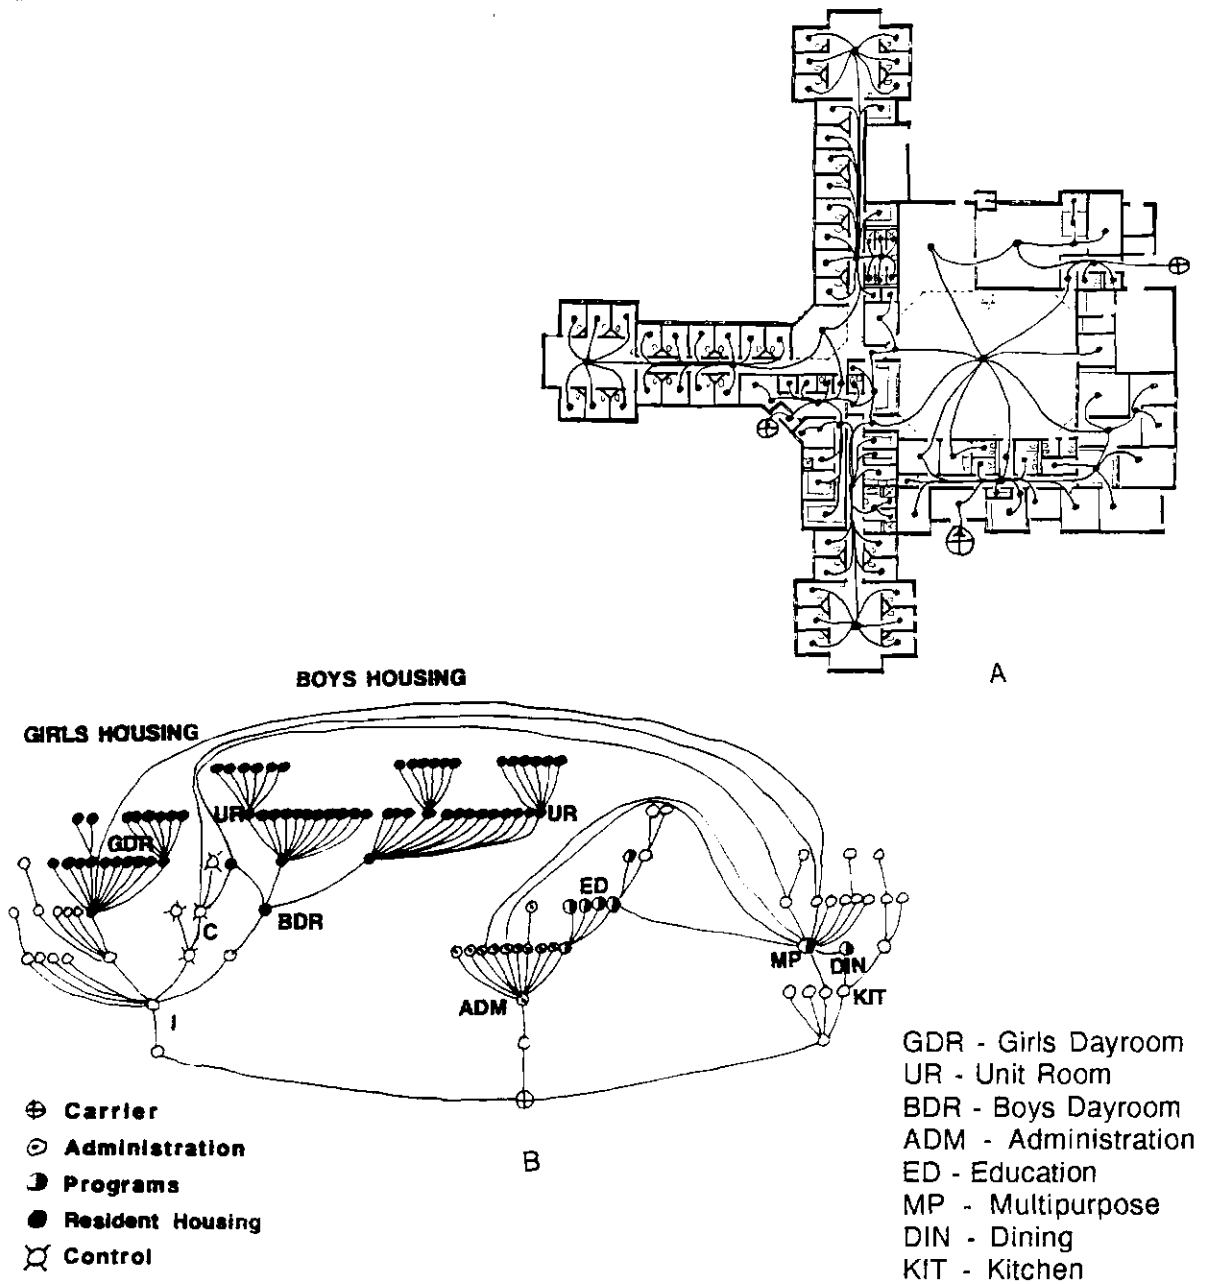 A
BOYS HOUSING
GIRLS HOUSING
UR
UR
GDR
ED
C
BDR
MP
DIN
ADM
KIT
I
GDR - Girls Dayroom
UR - Unit Room
BDR - Boys Dayroom
ADM - Administration
ED - Education
MP - Multipurpose
DIN - Dining
KIT - Kitchen
Carrier
Administration
Programs
Resident Housing
Control
B